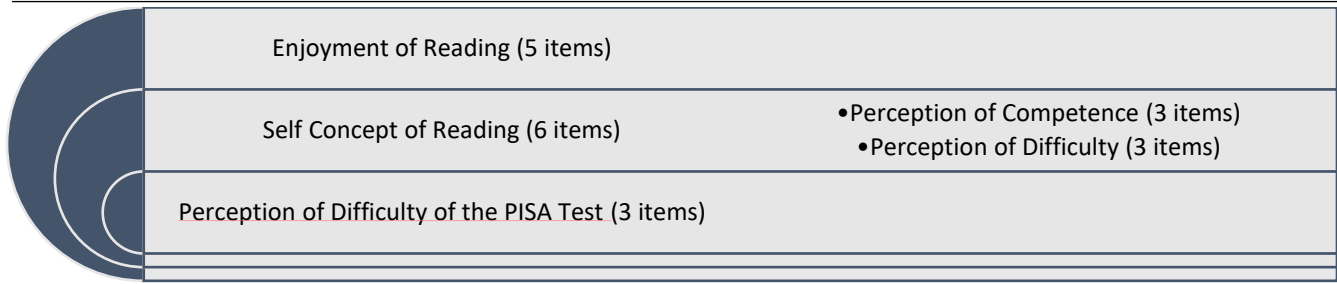 Enjoyment of Reading (5 items)
Self Concept of Reading (6 items)
•Perception of Competence (3 items)
•Perception of Difficulty (3 items)
Perception of Difficulty of the PISA Test (3 items)